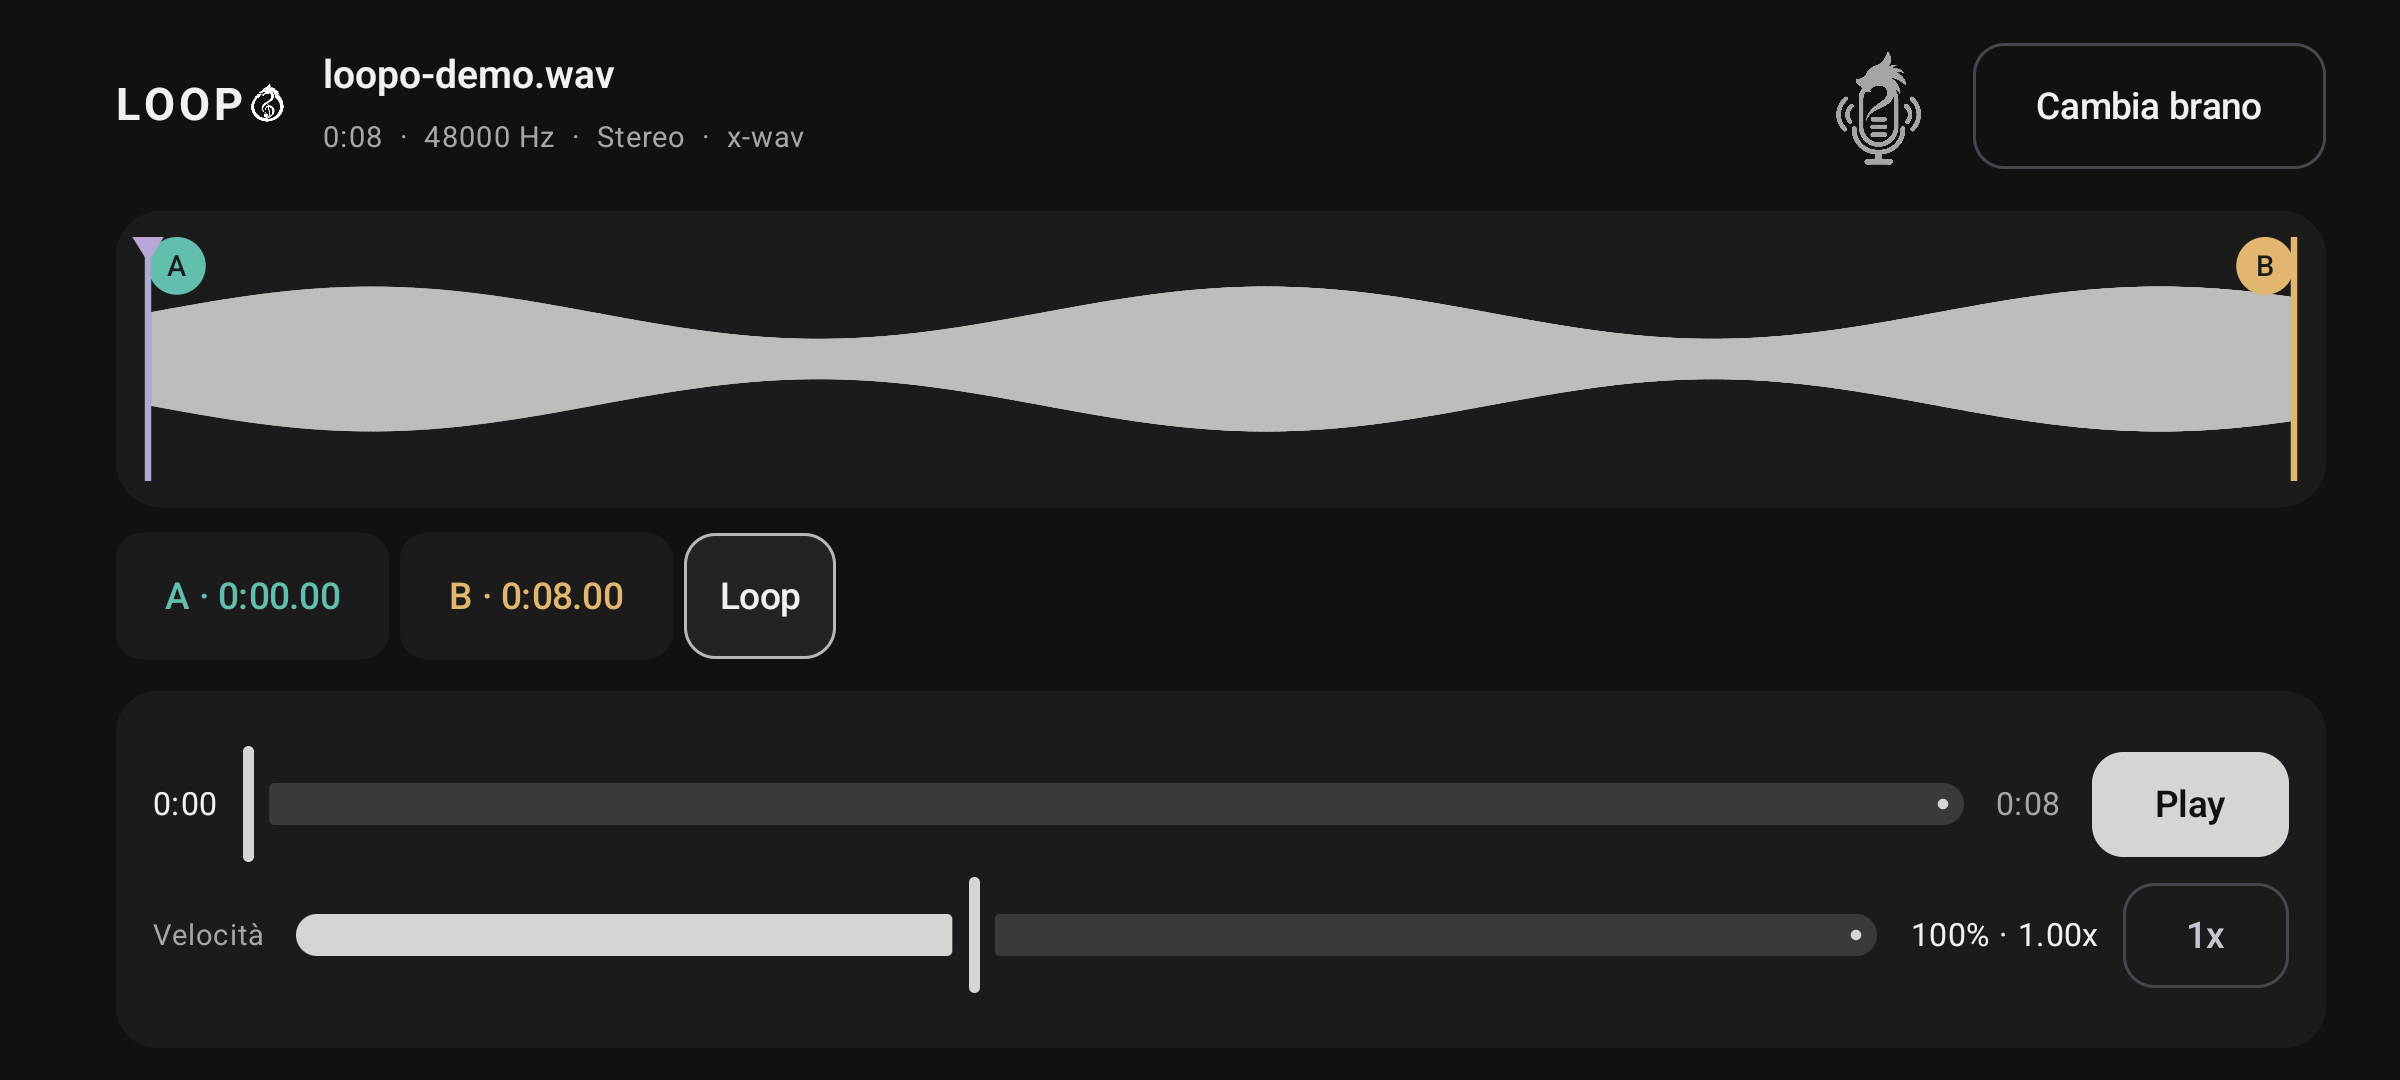 LOOPO
loopo-demo.wav
0:08 · 48000 Hz · Stereo · x-wav
Cambia brano
A
B
A · 0:00.00
B · 0:08.00
Loop
0:00
0:08
Play
Velocità
100% · 1.00x
1x